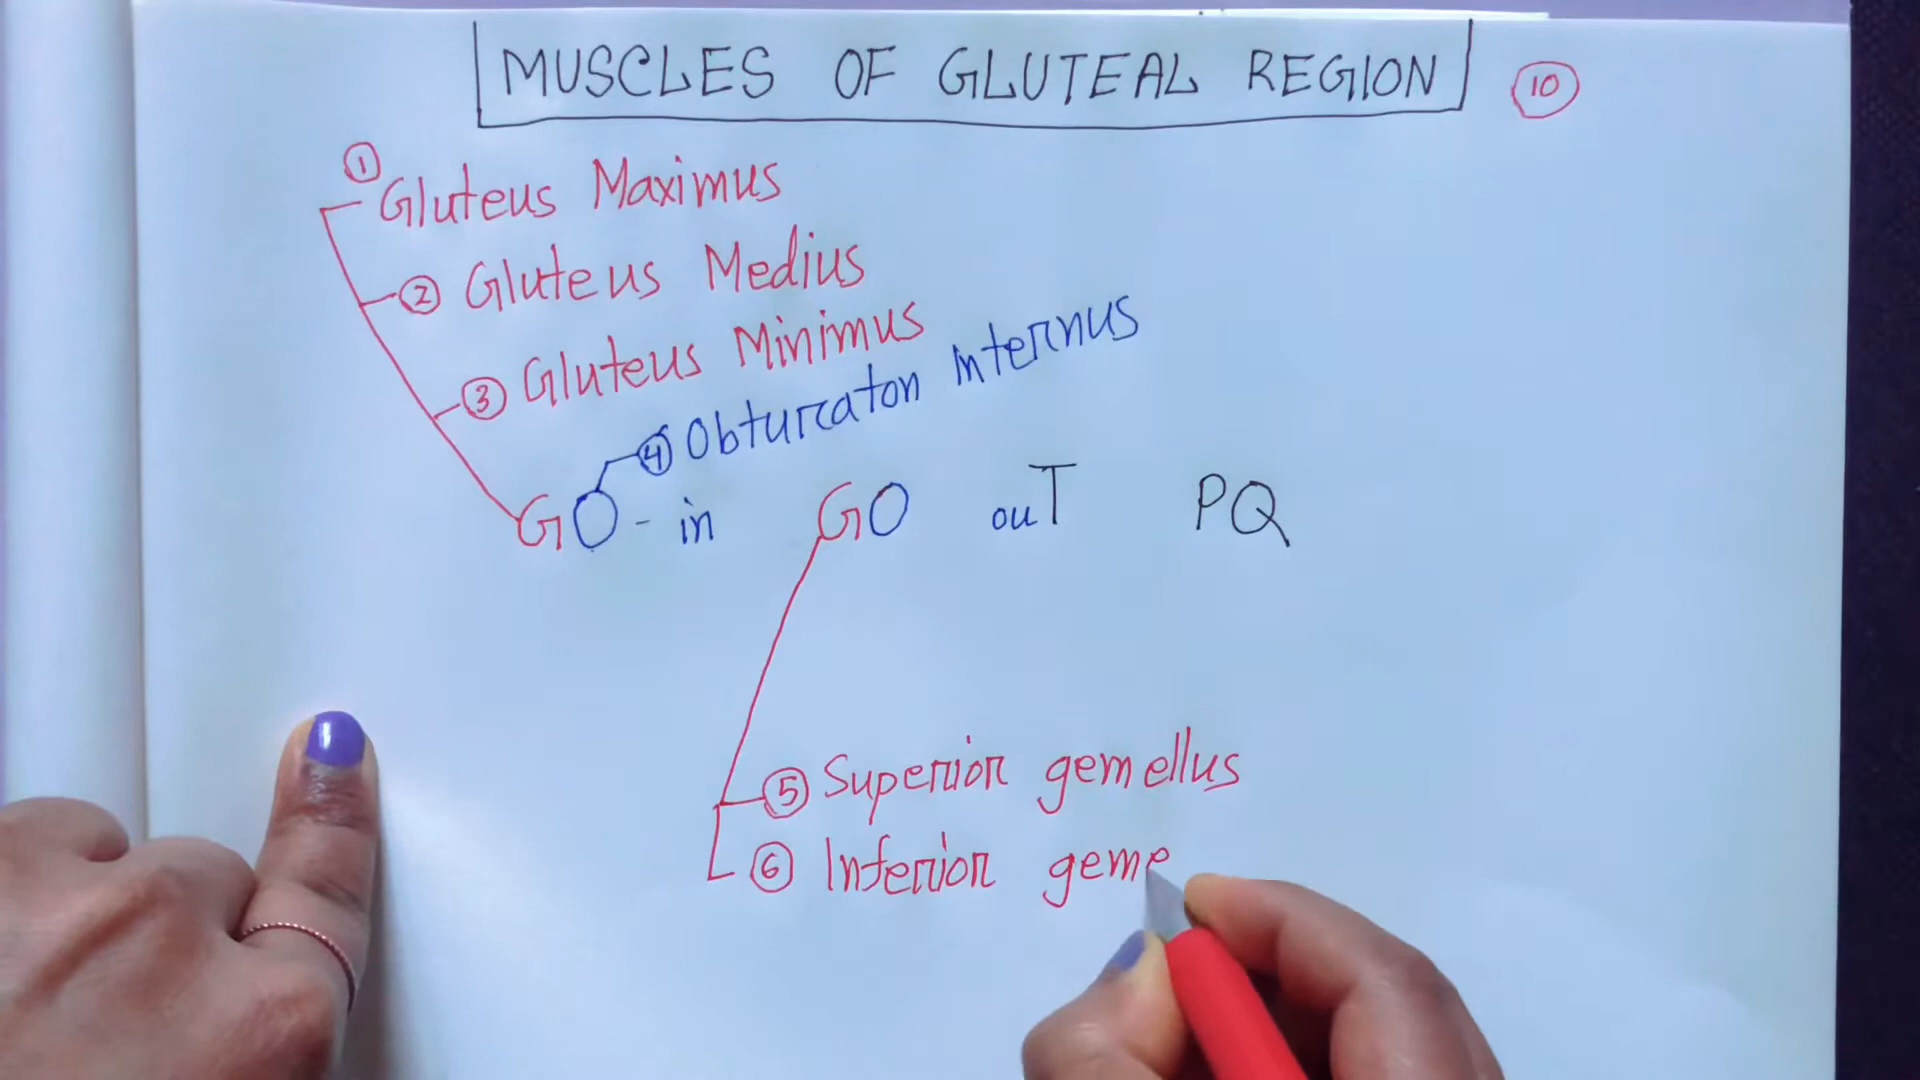 MUSCLES OF GLUTEAL REGION 10
1 Gluteus Maximus
2 Gluteus Medius
3 Gluteus Minimus
4 Obturator Internus
GO - in GO ouT PQ
5 Superior gemellus
6 Inferior geme